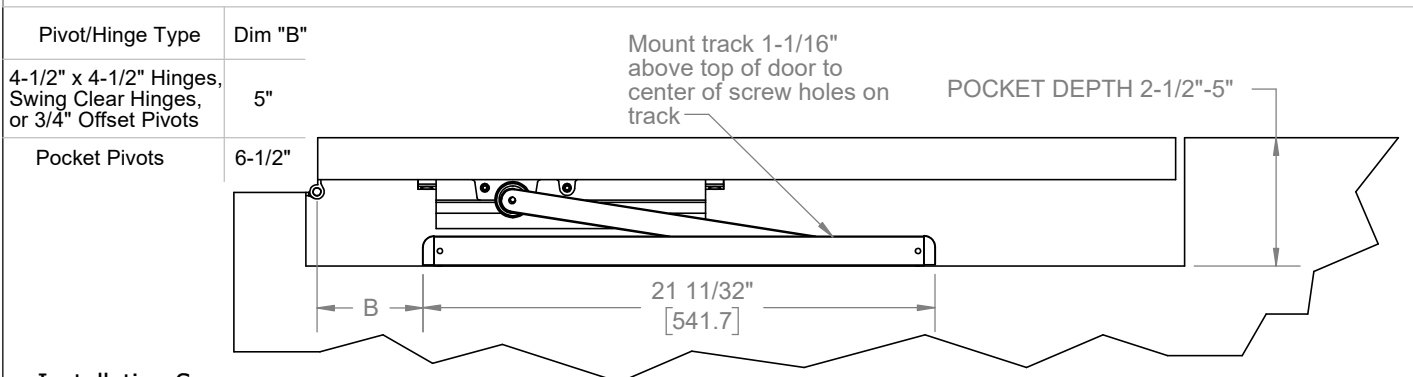 Pivot/Hinge Type Dim "B"
4-1/2" x 4-1/2" Hinges,
Swing Clear Hinges,
or 3/4" Offset Pivots
5"
Pocket Pivots 6-1/2"
Mount track 1-1/16"
above top of door to
center of screw holes on
track
POCKET DEPTH 2-1/2"-5"
B
21 11/32"
[541.7]